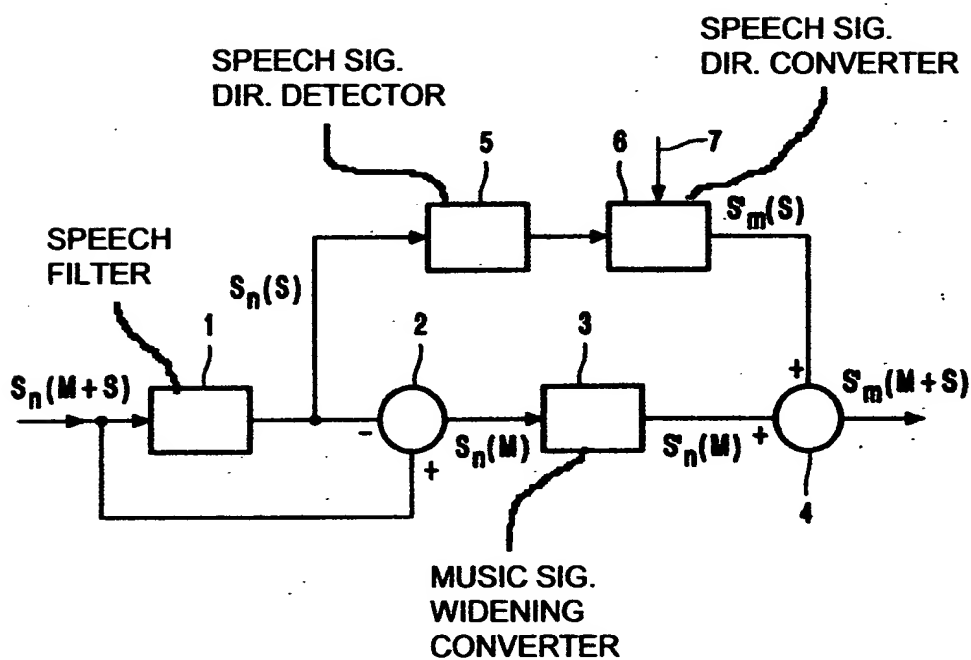 SPEECH SIG.
DIR. CONVERTER
SPEECH SIG.
DIR. DETECTOR
5
6
7
S'm(S)
SPEECH
FILTER
Sn(S)
1
2
3
Sn(M+S)
+
S'm(M+S)
-
+
Sn(M)
S'n(M)
+
4
MUSIC SIG.
WIDENING
CONVERTER